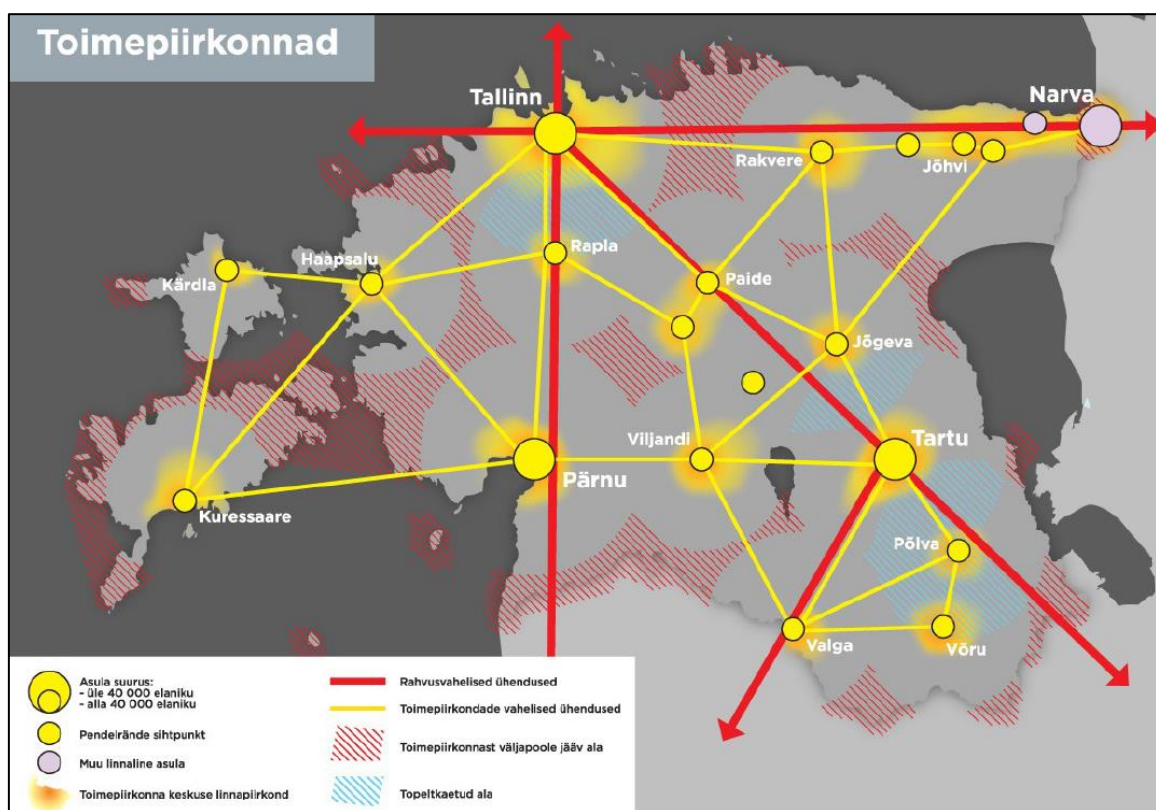 Toimepiirkonnad
Tallinn
Narva
Rakvere
Jõhvi
Rapla
Haapsalu
Kärdla
Paide
Jõgeva
Viljandi
Tartu
Pärnu
Kuressaare
Põlva
Valga
Võru
Asula suurus:
- üle 40 000 elaniku
- alla 40 000 elaniku
Pendelrände sihtpunkt
Muu linnaline asula
Toimepiirkonna keskuse linnapiirkond
Rahvusvahelised ühendused
Toimepiirkondade vahelised ühendused
Toimepiirkonnast väljapoole jääv ala
Topeltkaetud ala